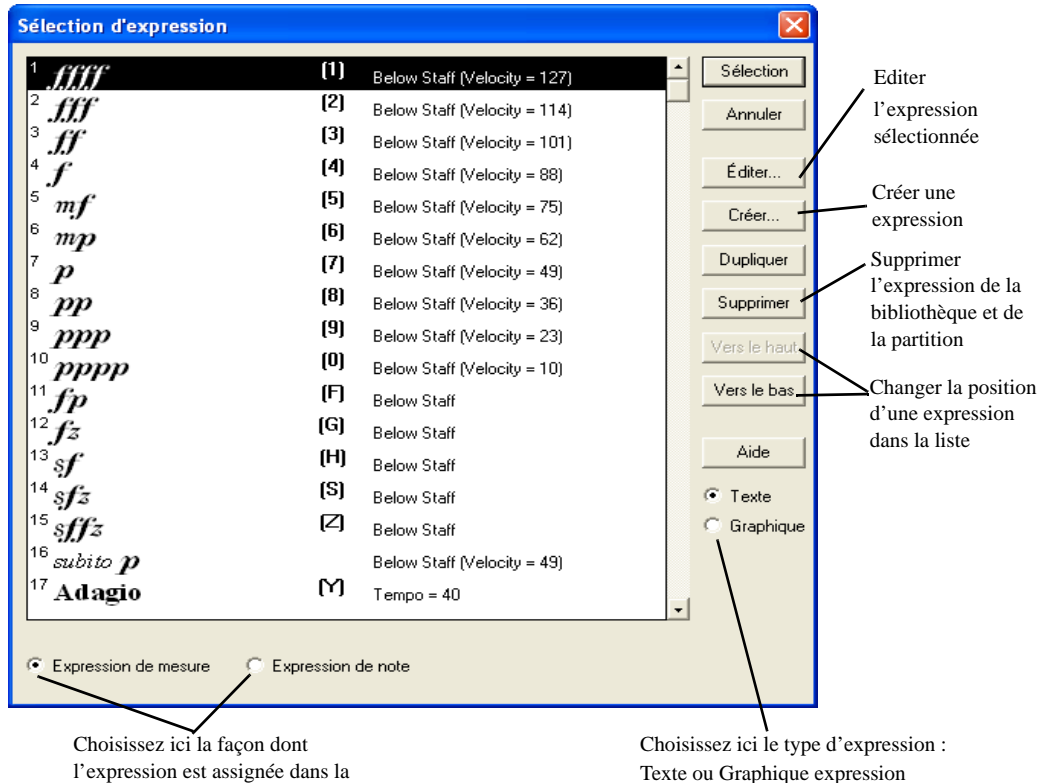 Sélection d'expression
1 ffff (1) Below Staff (Velocity = 127)
2 fff (2) Below Staff (Velocity = 114)
3 ff (3) Below Staff (Velocity = 101)
4 f (4) Below Staff (Velocity = 88)
5 mf (5) Below Staff (Velocity = 75)
6 mp (6) Below Staff (Velocity = 62)
7 p (7) Below Staff (Velocity = 49)
8 pp (8) Below Staff (Velocity = 36)
9 ppp (9) Below Staff (Velocity = 23)
10 pppp (0) Below Staff (Velocity = 10)
11 fp (F) Below Staff
12 fz (G) Below Staff
13 sf (H) Below Staff
14 sfz (S) Below Staff
15 sffz (Z) Below Staff
16 subito p Below Staff (Velocity = 49)
17 Adagio (Y) Tempo = 40
Expression de mesure
Expression de note
Sélection
Annuler
Éditer...
Créer...
Dupliquer
Supprimer
Vers le haut
Vers le bas
Aide
Texte
Graphique
Editer
l'expression
sélectionnée
Créer une
expression
Supprimer
l'expression de la
bibliothèque et de
la partition
Changer la position
d'une expression
dans la liste
Choisissez ici la façon dont
l'expression est assignée dans la
Choisissez ici le type d'expression :
Texte ou Graphique expression